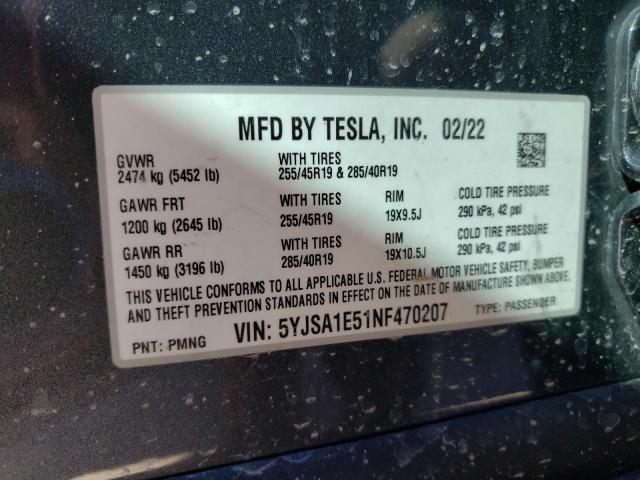 MFD BY TESLA, INC. 02/22
GVWR WITH TIRES
2474 kg (5452 lb) 255/45R19 & 285/40R19
GAWR FRT WITH TIRES RIM COLD TIRE PRESSURE
1200 kg (2645 lb) 255/45R19 19X9.5J 290 kPa, 42 psi
GAWR RR WITH TIRES RIM COLD TIRE PRESSURE
1450 kg (3196 lb) 285/40R19 19X10.5J 290 kPa, 42 psi
THIS VEHICLE CONFORMS TO ALL APPLICABLE U.S. FEDERAL MOTOR VEHICLE SAFETY, BUMPER
AND THEFT PREVENTION STANDARDS IN EFFECT ON THE DATE OF MANUFACTURE SHOWN ABOVE.
PNT: PMNG VIN: 5YJSA1E51NF470207 TYPE: PASSENGER